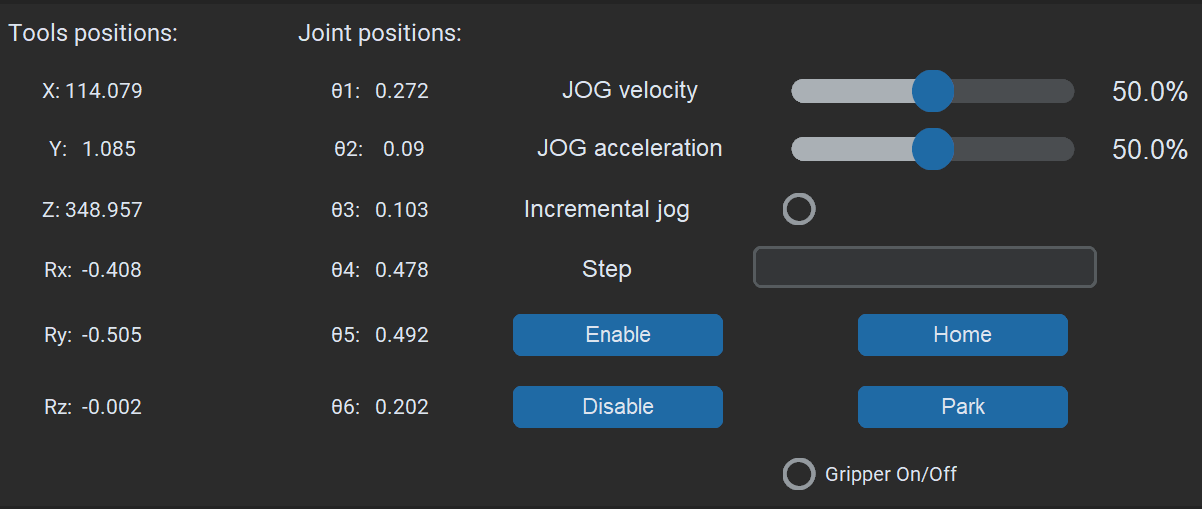 Tools positions: Joint positions:
X: 114.079 θ1: 0.272 JOG velocity 50.0%
Y: 1.085 θ2: 0.09 JOG acceleration 50.0%
Z: 348.957 θ3: 0.103 Incremental jog
Rx: -0.408 θ4: 0.478 Step
Ry: -0.505 θ5: 0.492 Enable Home
Rz: -0.002 θ6: 0.202 Disable Park
Gripper On/Off